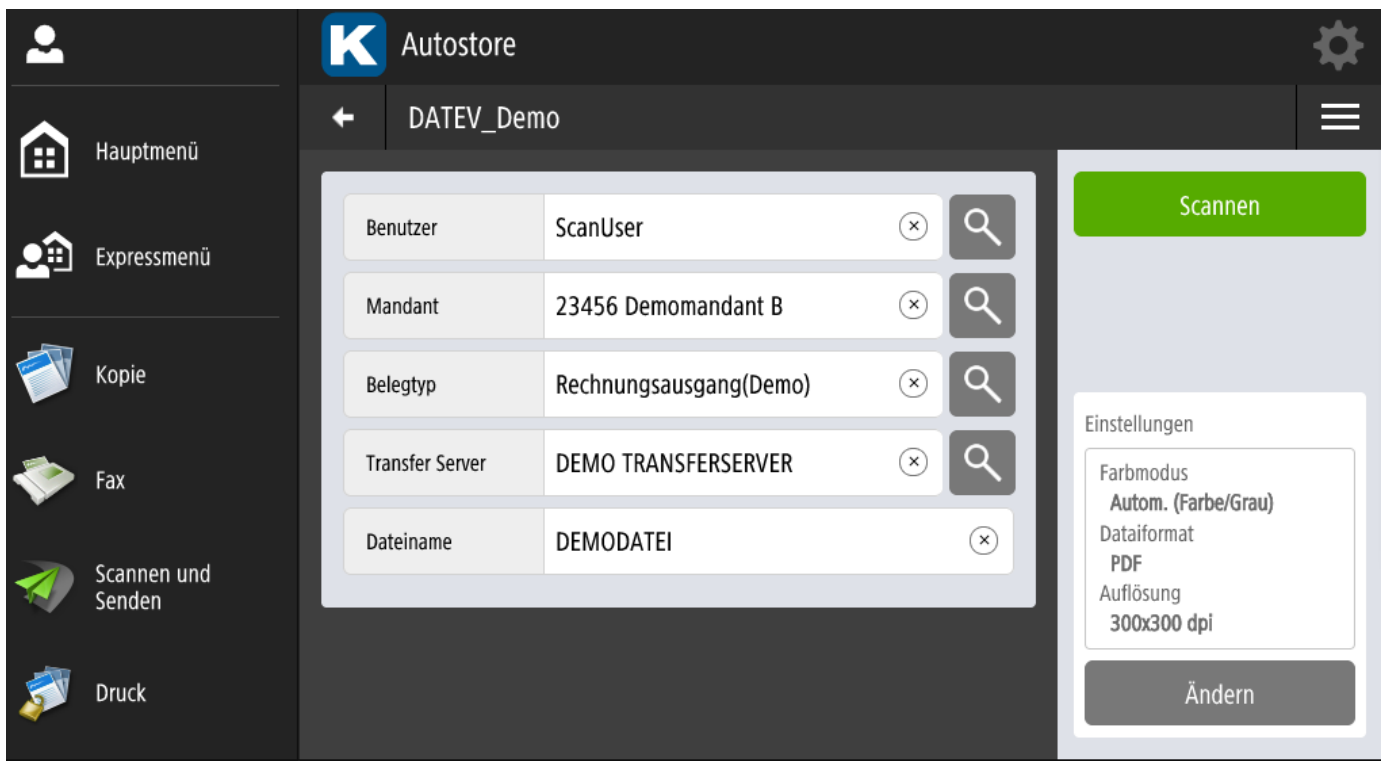 K Autostore
DATEV_Demo
Hauptmenü
Expressmenü
Kopie
Fax
Scannen und
Senden
Druck
Benutzer ScanUser
Mandant 23456 Demomandant B
Belegtyp Rechnungsausgang(Demo)
Transfer Server DEMO TRANSFERSERVER
Dateiname DEMODATEI
Scannen
Einstellungen
Farbmodus
Autom. (Farbe/Grau)
Dataiformat
PDF
Auflösung
300x300 dpi
Ändern